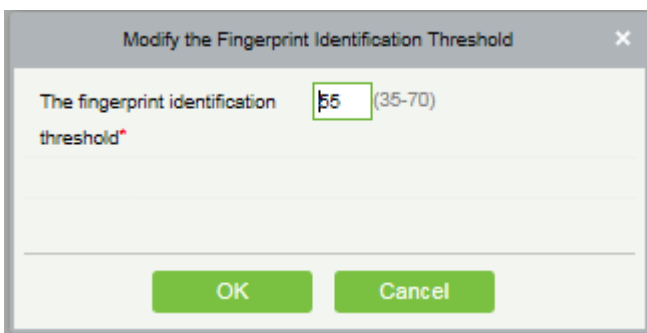 Modify the Fingerprint Identification Threshold ×
The fingerprint identification 55 (35-70)
threshold*
OK Cancel